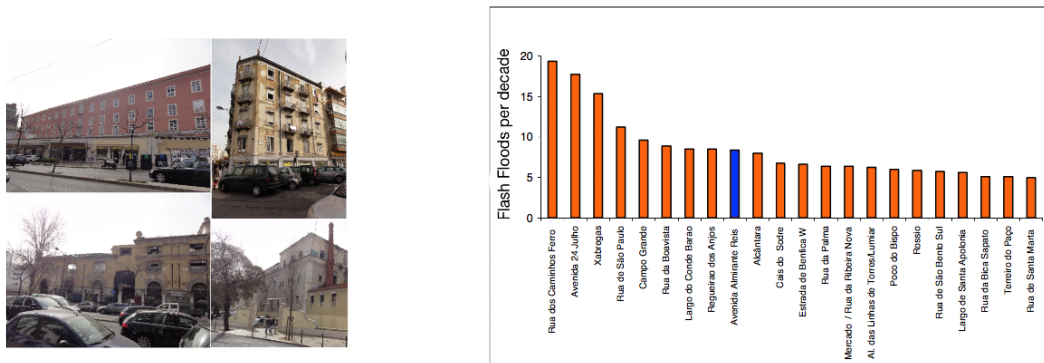 Flash Floods per decade
20
15
10
5
0
Rua dos Caminhos Ferro
Avenida 24 Julho
Xabregas
Rua de São Paulo
Campo Grande
Rua da Boavista
Largo do Conde Barao
Regueirao dos Anjos
Avenida Almirante Reis
Alcântara
Cais do Sodre
Estrada de Benfica W
Rua da Palma
Mercado / Rua da Ribeira Nova
Al. das Linhas de Torres/Lumiar
Poco do Bispo
Rossio
Rua de São Bento Sul
Largo de Santa Apolonia
Rua da Bica Sapato
Terreiro do Paço
Rua de Santa Marta